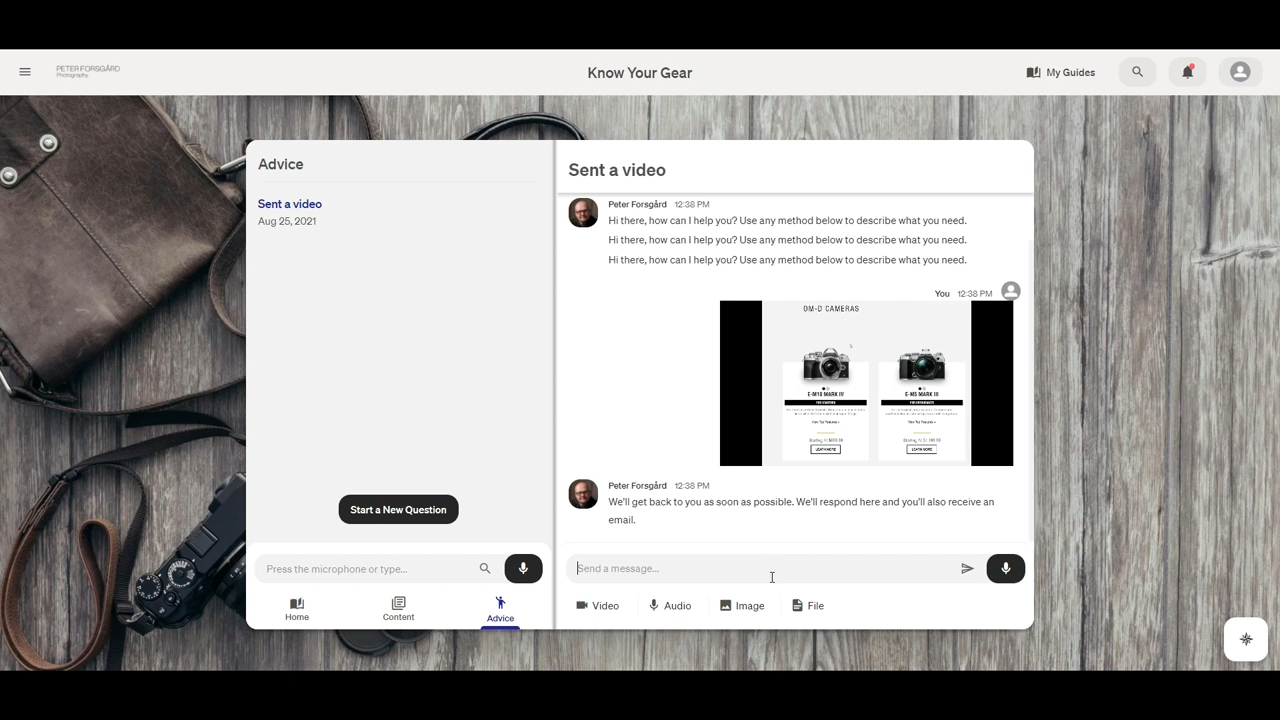 PETER FORSGÅRD
Photography.
Know Your Gear
My Guides
Advice
Sent a video
Aug 25, 2021
Start a New Question
Press the microphone or type...
Home
Content
Advice
Sent a video
Peter Forsgård 12:38 PM
Hi there, how can I help you? Use any method below to describe what you need.
Hi there, how can I help you? Use any method below to describe what you need.
Hi there, how can I help you? Use any method below to describe what you need.
You 12:38 PM
OM-D CAMERAS
E-M10 MARK IV
E-M5 MARK III
FOR STARTERS
FOR ENTHUSIASTS
LEARN MORE
LEARN MORE
Peter Forsgård 12:38 PM
We'll get back to you as soon as possible. We'll respond here and you'll also receive an
email.
Send a message...
Video
Audio
Image
File